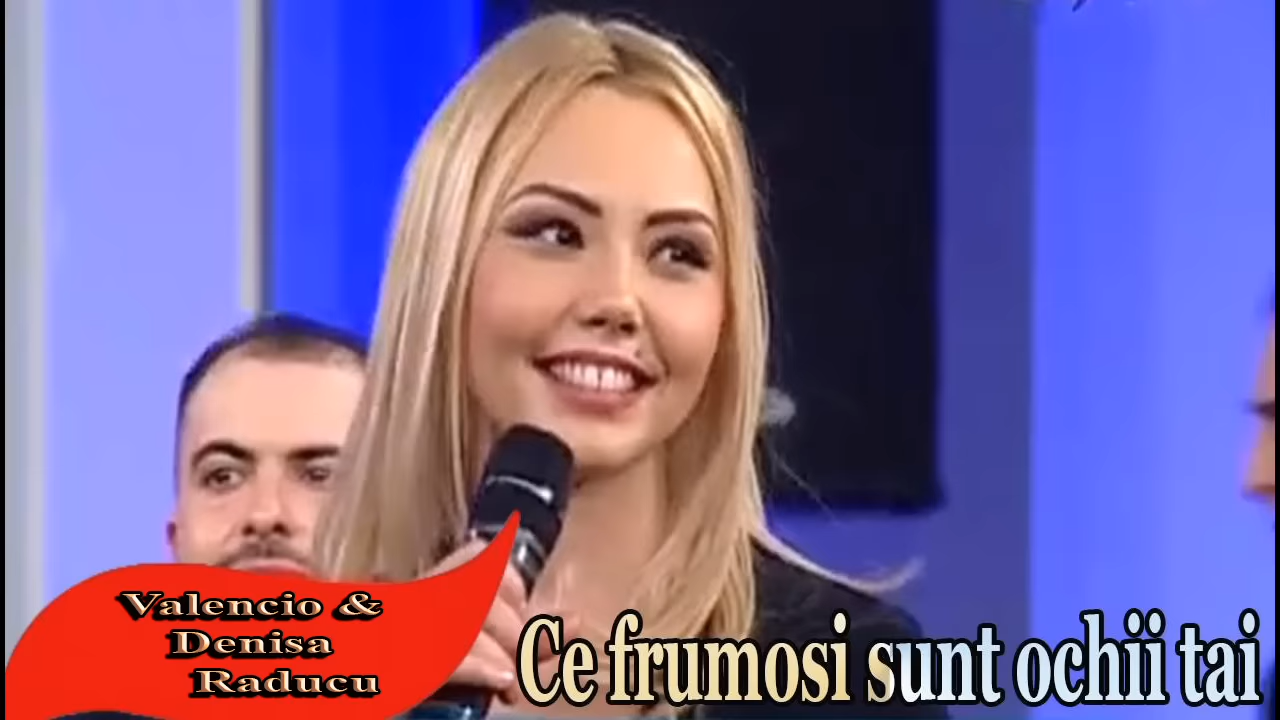 Valencio &
Denisa
Raducu
Ce frumosi sunt ochii tai